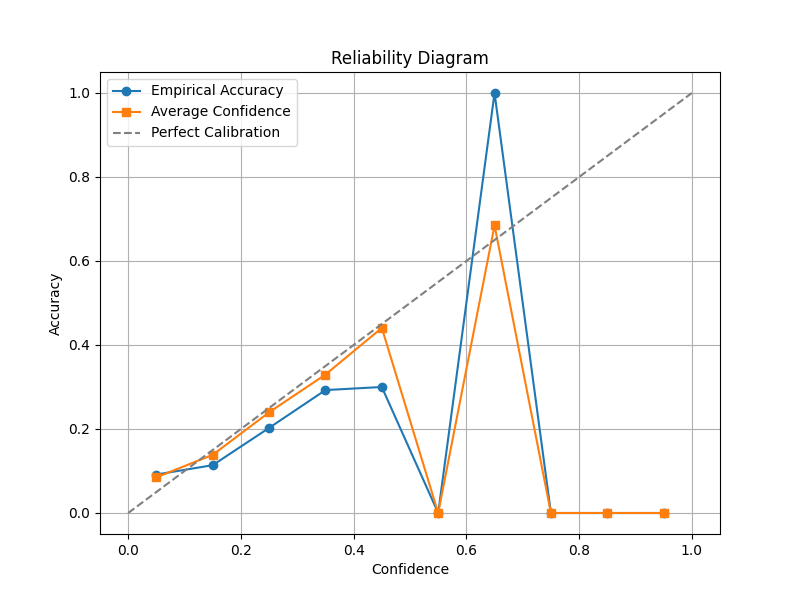 Reliability Diagram
Empirical Accuracy
Average Confidence
Perfect Calibration
Accuracy
1.0
0.8
0.6
0.4
0.2
0.0
0.0 0.2 0.4 0.6 0.8 1.0
Confidence